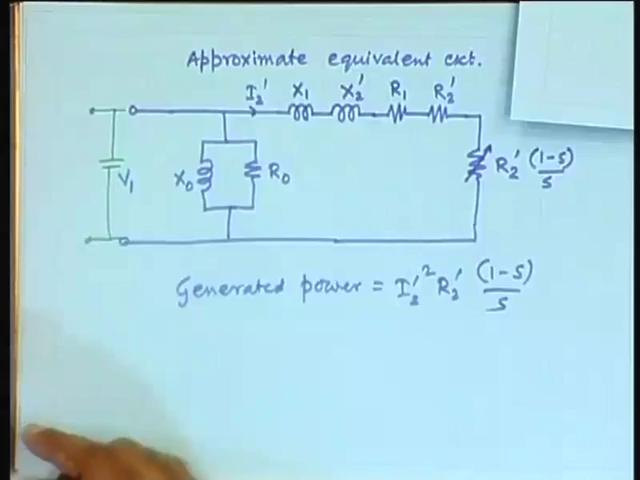 Approximate equivalent ckt.
I₂' X₁ X₂' R₁ R₂'
V₁ X₀ R₀ R₂' (1-s)/s
Generated power = I₂'² R₂' (1-s)/s